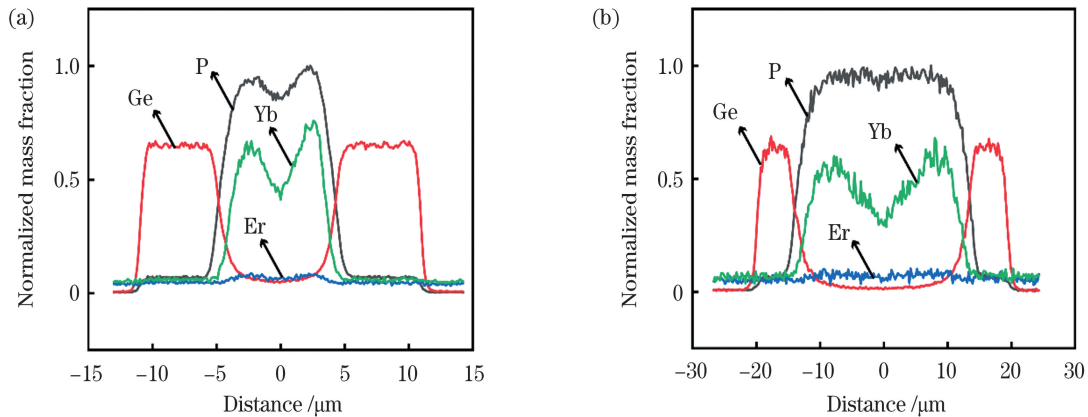 (a)
Normalized mass fraction
1.0
0.5
0
P
Ge
Yb
Er
−15 −10 −5 0 5 10 15
Distance /μm
(b)
Normalized mass fraction
1.0
0.5
0
P
Ge
Yb
Er
−30 −20 −10 0 10 20 30
Distance /μm